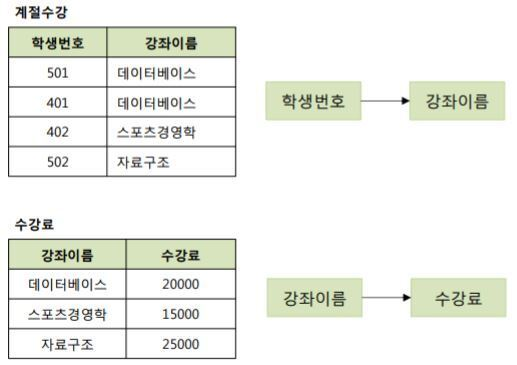 계절수강
학생번호 강좌이름
501 데이터베이스
401 데이터베이스
402 스포츠경영학
502 자료구조
학생번호 강좌이름
수강료
강좌이름 수강료
데이터베이스 20000
스포츠경영학 15000
자료구조 25000
강좌이름 수강료